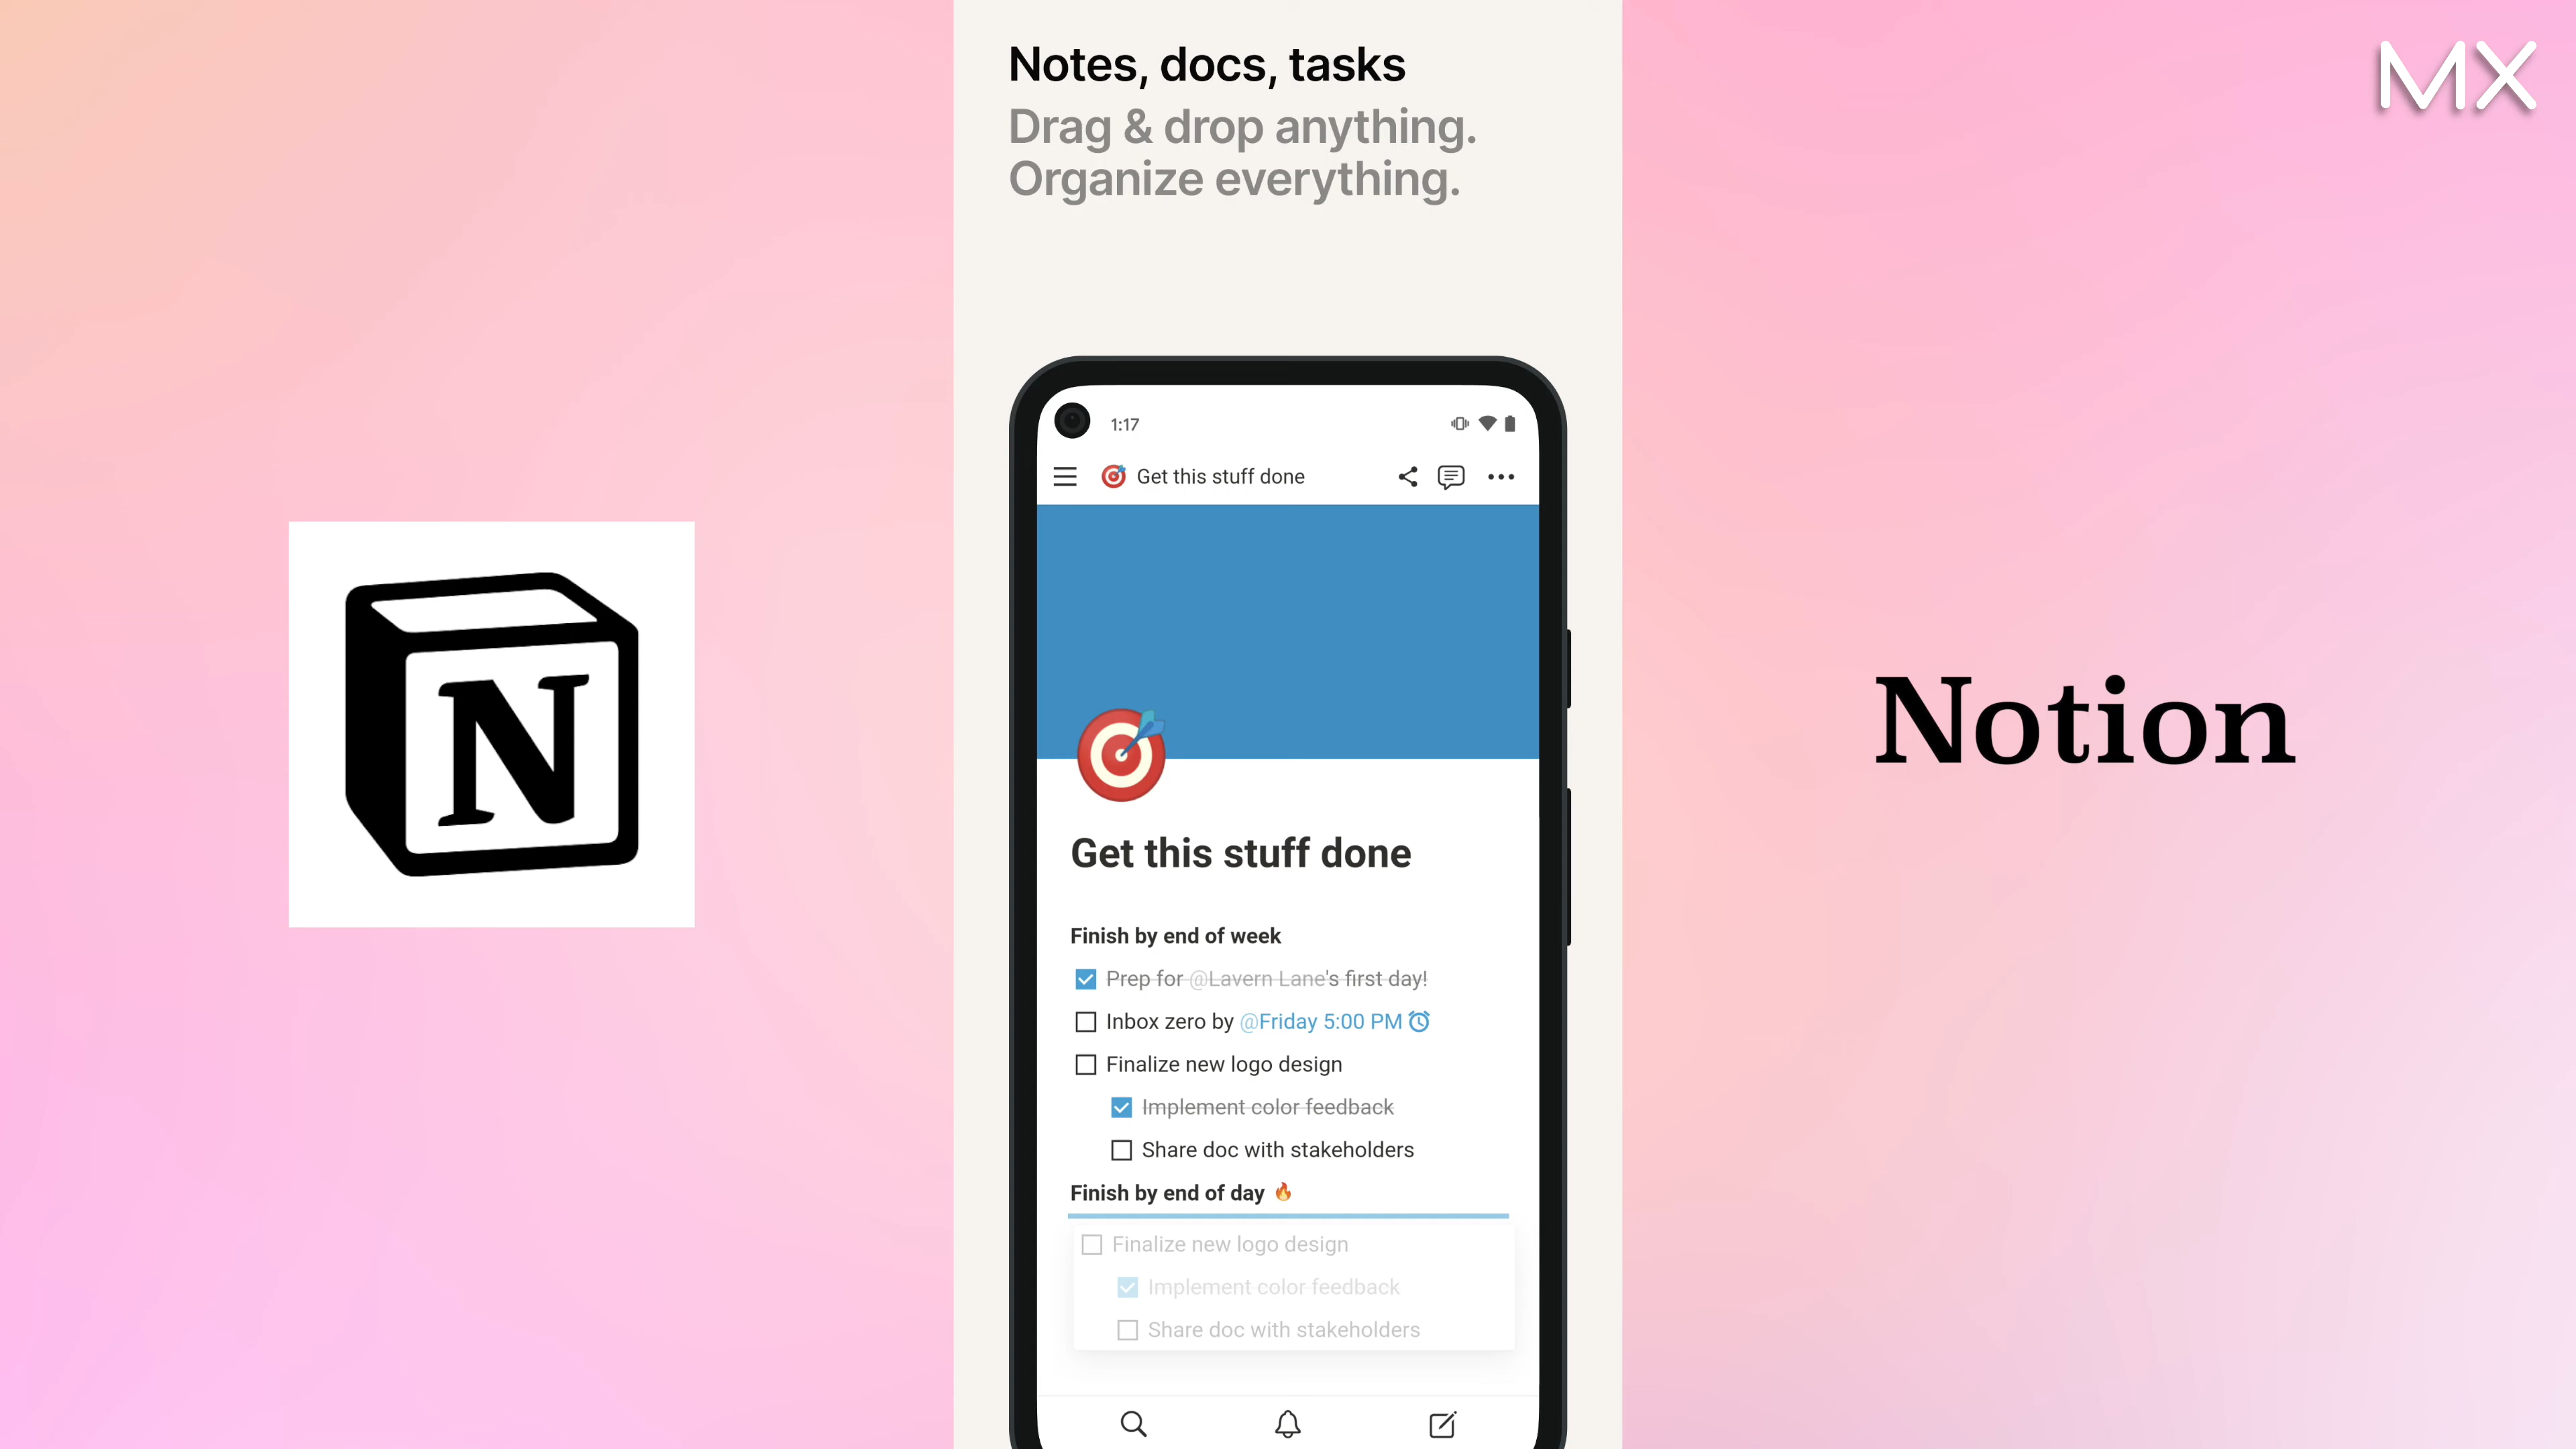 Notes, docs, tasks
Drag & drop anything.
Organize everything.
MX
1:17
Get this stuff done
N
Notion
Get this stuff done
Finish by end of week
Prep for @Lavern Lane's first day!
Inbox zero by @Friday 5:00 PM
Finalize new logo design
Implement color feedback
Share doc with stakeholders
Finish by end of day
Finalize new logo design
Implement color feedback
Share doc with stakeholders